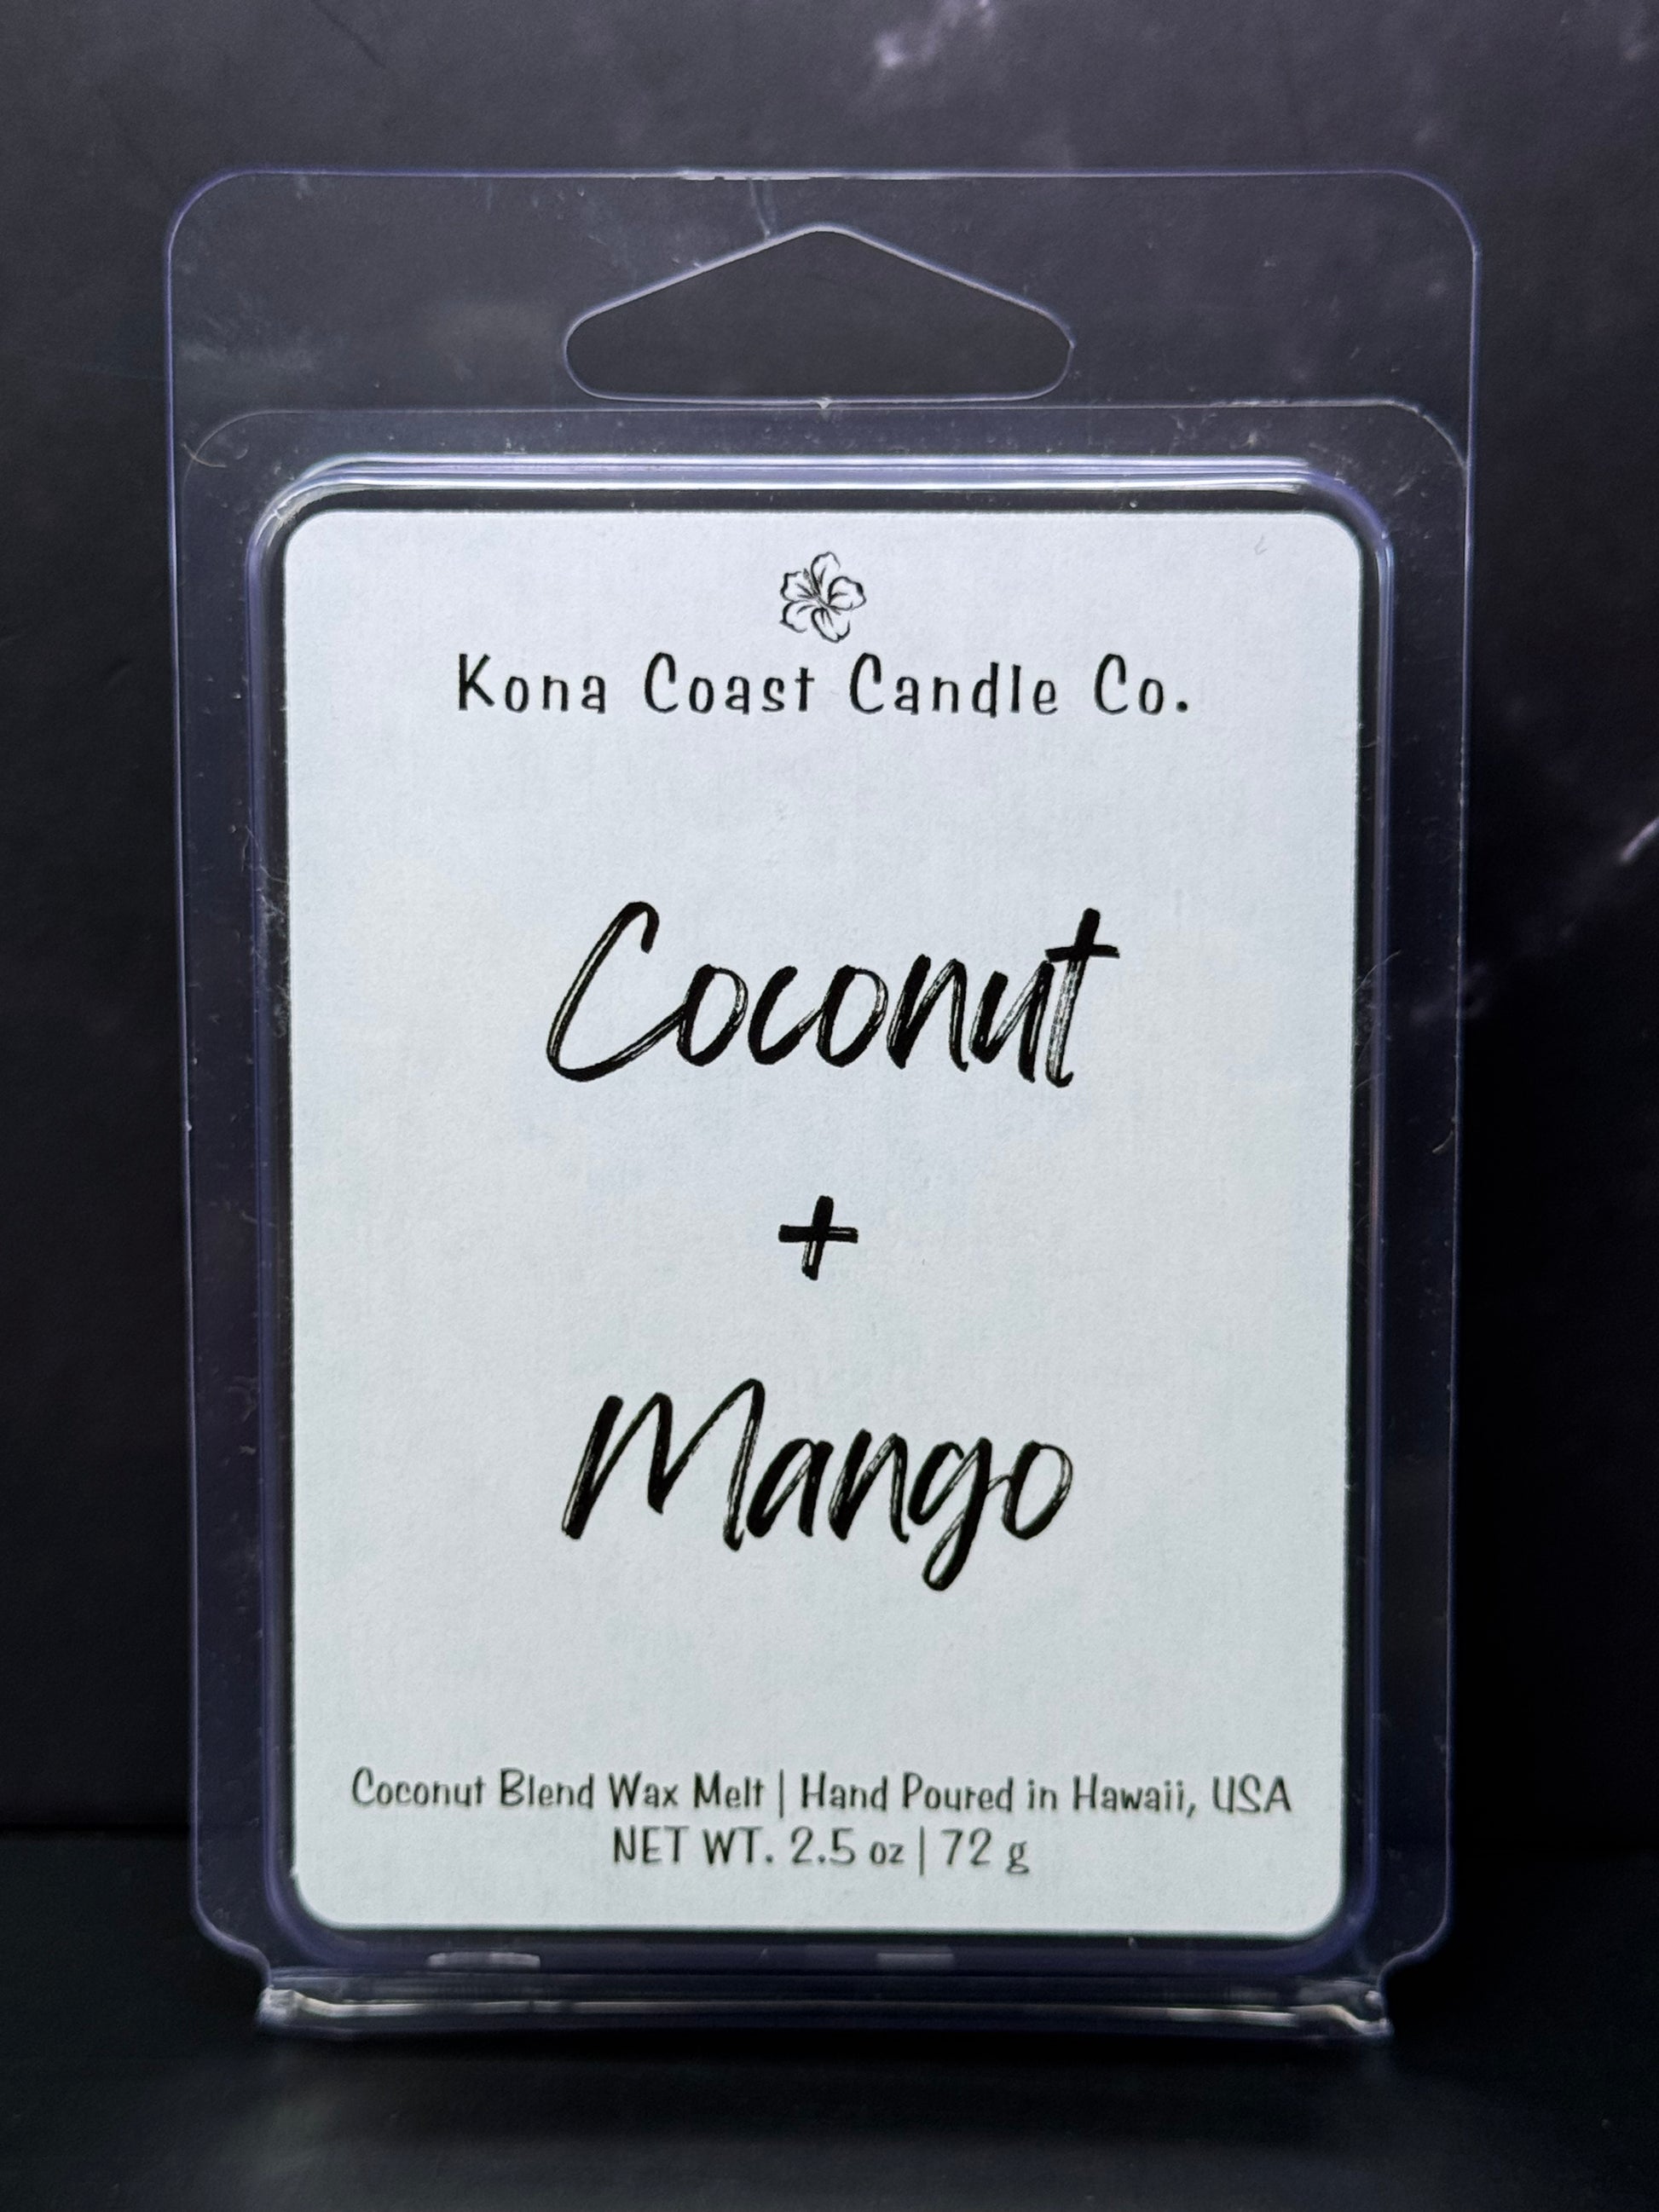 Kona Coast Candle Co.
Coconut
+
Mango
Coconut Blend Wax Melt | Hand Poured in Hawaii, USA
NET WT. 2.5 oz | 72 g